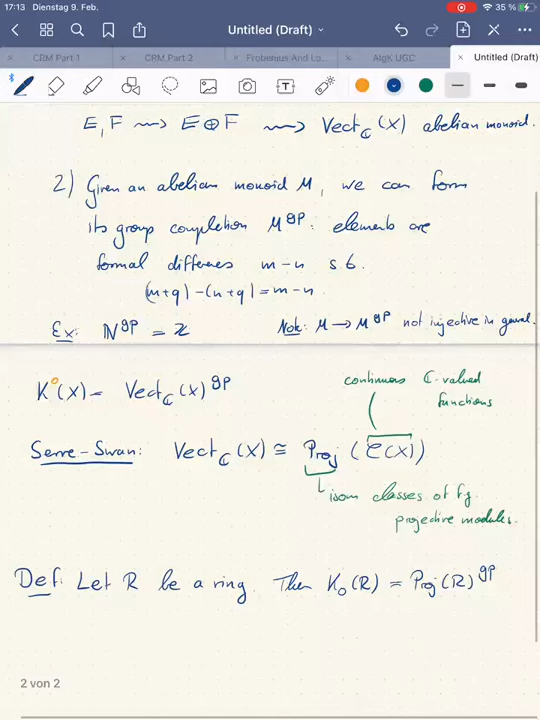 17:13 Dienstag 9. Feb.
35 %
Untitled (Draft)
CRM Part 1
CRM Part 2
Frobenius And Lo...
AlgK UGC
Untitled (Draft)
E, F ⇝ E ⊕ F ⇝ Vect_ℂ(X) abelian monoid.
2) Given an abelian monoid M, we can form
its group completion M^gp: elements are
formal differences m-n s.t.
(m+q) - (n+q) = m-n.
Ex: ℕ^gp = ℤ
Note: M → M^gp not injective in general.
K^0(X) = Vect_ℂ(X)^gp
continuous ℂ-valued
functions
Serre-Swan: Vect_ℂ(X) ≅ Proj(C(X))
isom classes of fg.
projective modules.
Def: Let R be a ring. Then K_0(R) = Proj(R)^gp
2 von 2